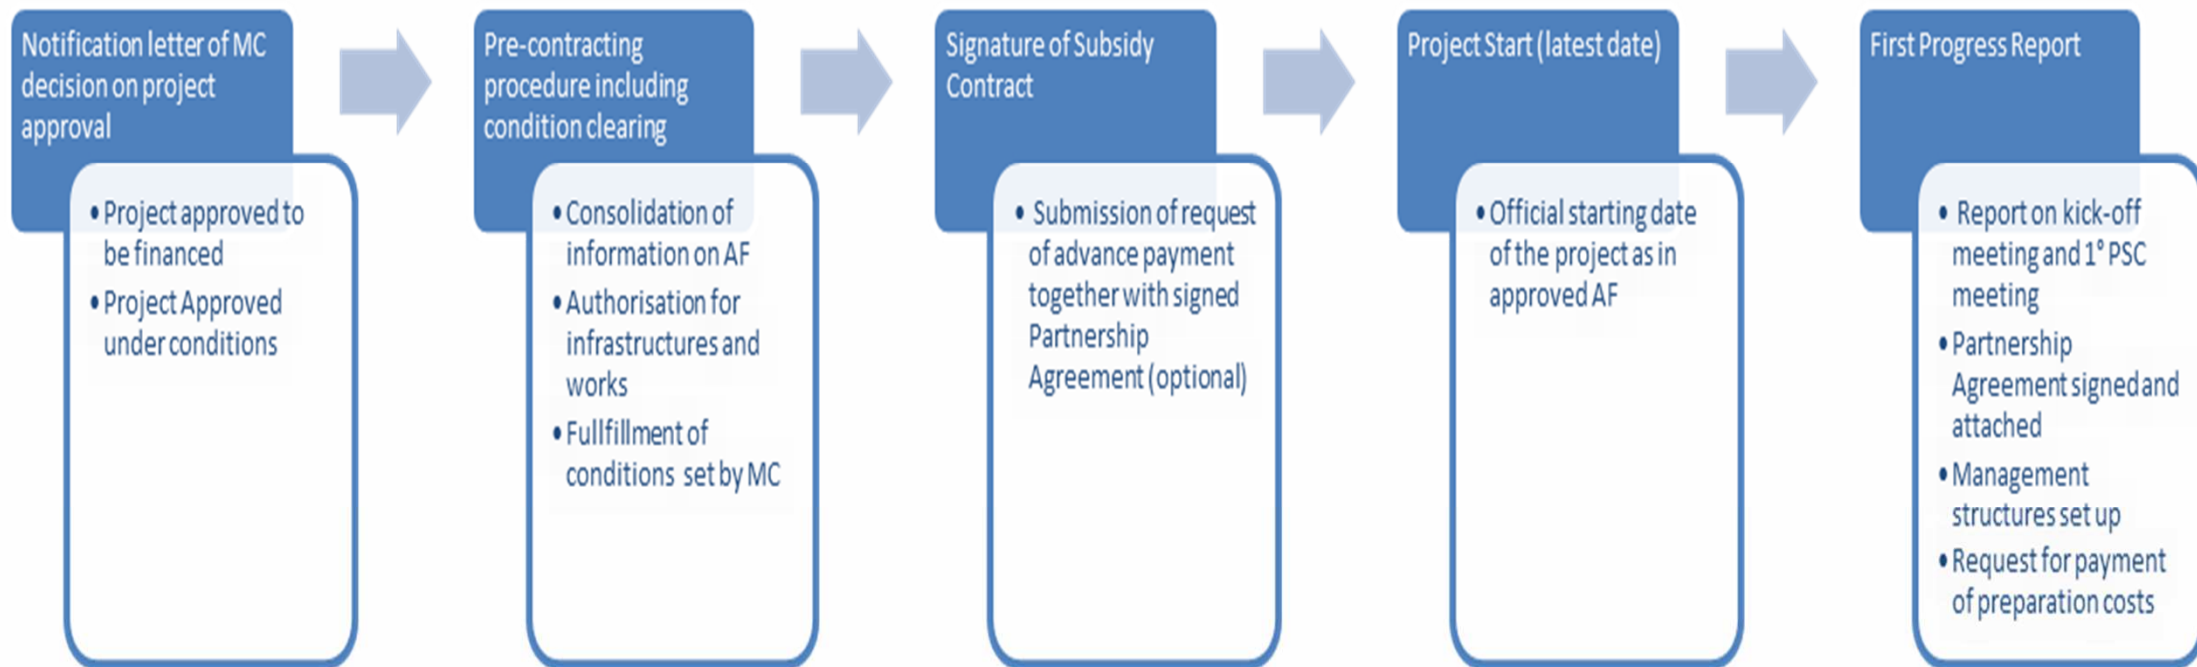 Notification letter of MC
decision on project
approval
• Project approved to
be financed
• Project Approved
under conditions
Pre-contracting
procedure including
condition clearing
• Consolidation of
information on AF
• Authorisation for
infrastructures and
works
• Fullfillment of
conditions set by MC
Signature of Subsidy
Contract
• Submission of request
of advance payment
together with signed
Partnership
Agreement (optional)
Project Start (latest date)
• Official starting date
of the project as in
approved AF
First Progress Report
• Report on kick-off
meeting and 1° PSC
meeting
• Partnership
Agreement signed and
attached
• Management
structures set up
• Request for payment
of preparation costs